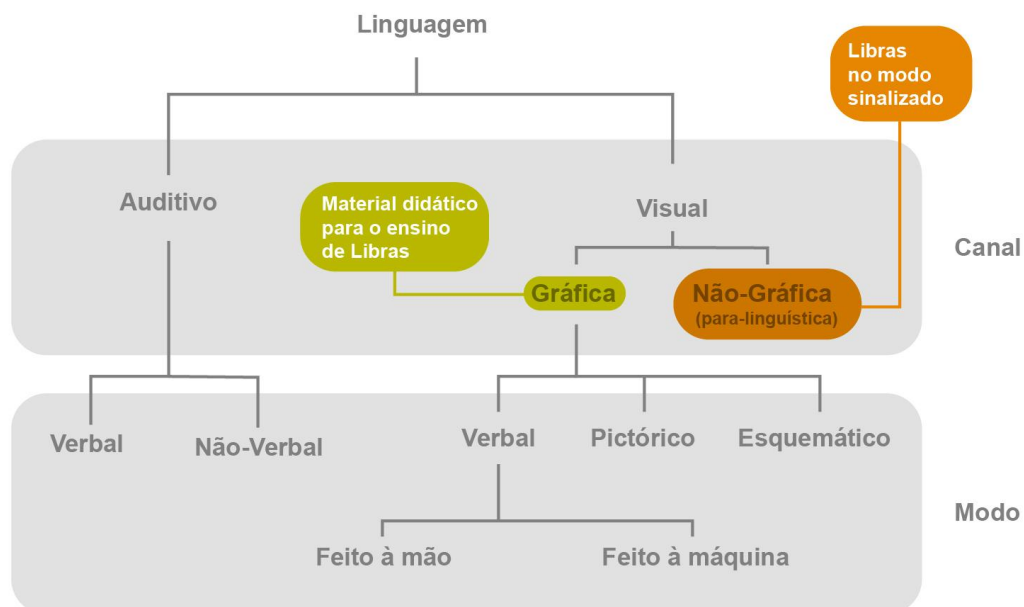 Linguagem
Libras
no modo
sinalizado
Auditivo
Material didático
para o ensino
de Libras
Visual
Canal
Gráfica
Não-Gráfica
(para-linguística)
Verbal
Não-Verbal
Verbal
Pictórico
Esquemático
Modo
Feito à mão
Feito à máquina